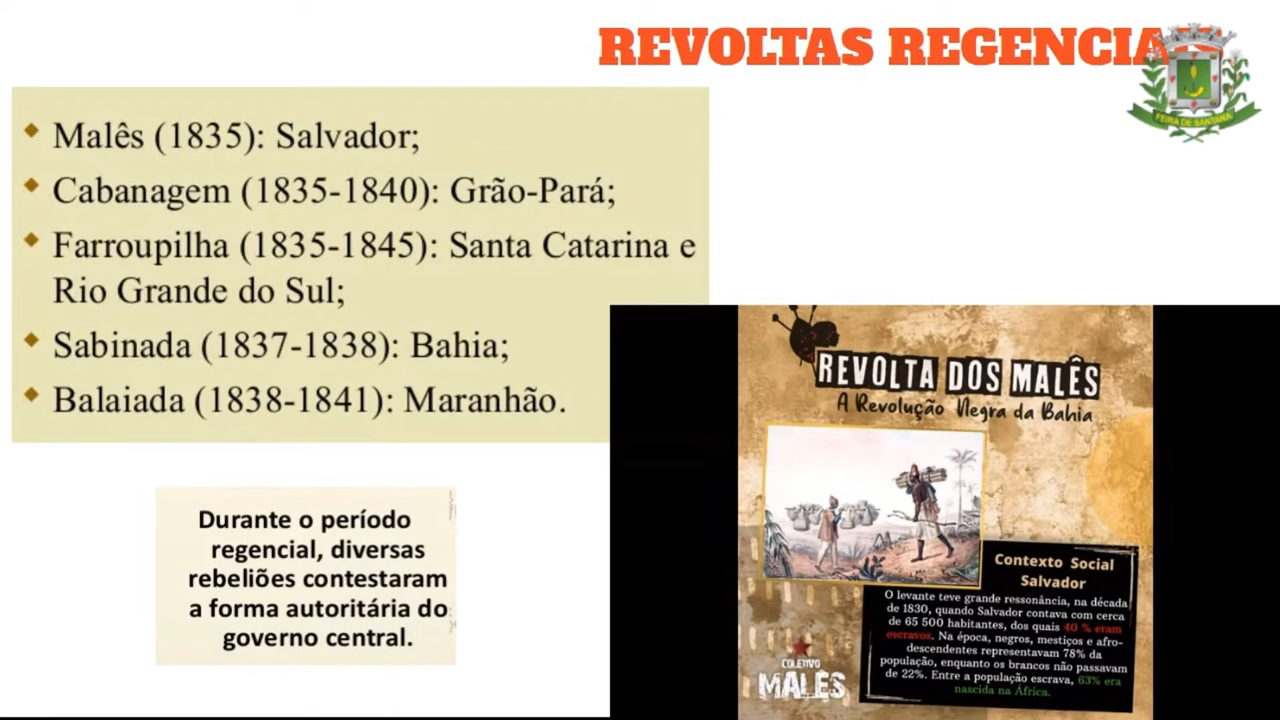 REVOLTAS REGENCIA
FEIRA DE SANTANA
Malês (1835): Salvador;
Cabanagem (1835-1840): Grão-Pará;
Farroupilha (1835-1845): Santa Catarina e
Rio Grande do Sul;
Sabinada (1837-1838): Bahia;
Balaiada (1838-1841): Maranhão.
Durante o período
regencial, diversas
rebeliões contestaram
a forma autoritária do
governo central.
REVOLTA DOS MALÊS
A Revolução Negra da Bahia
Contexto Social
Salvador
O levante teve grande ressonância, na década
de 1830, quando Salvador contava com cerca
de 65 500 habitantes, dos quais 40 % eram
escravos. Na época, negros, mestiços e afro-
descendentes representavam 78% da
população, enquanto os brancos não passavam
de 22%. Entre a população escrava, 63% era
nascida na África.
COLETIVO
MALÊS